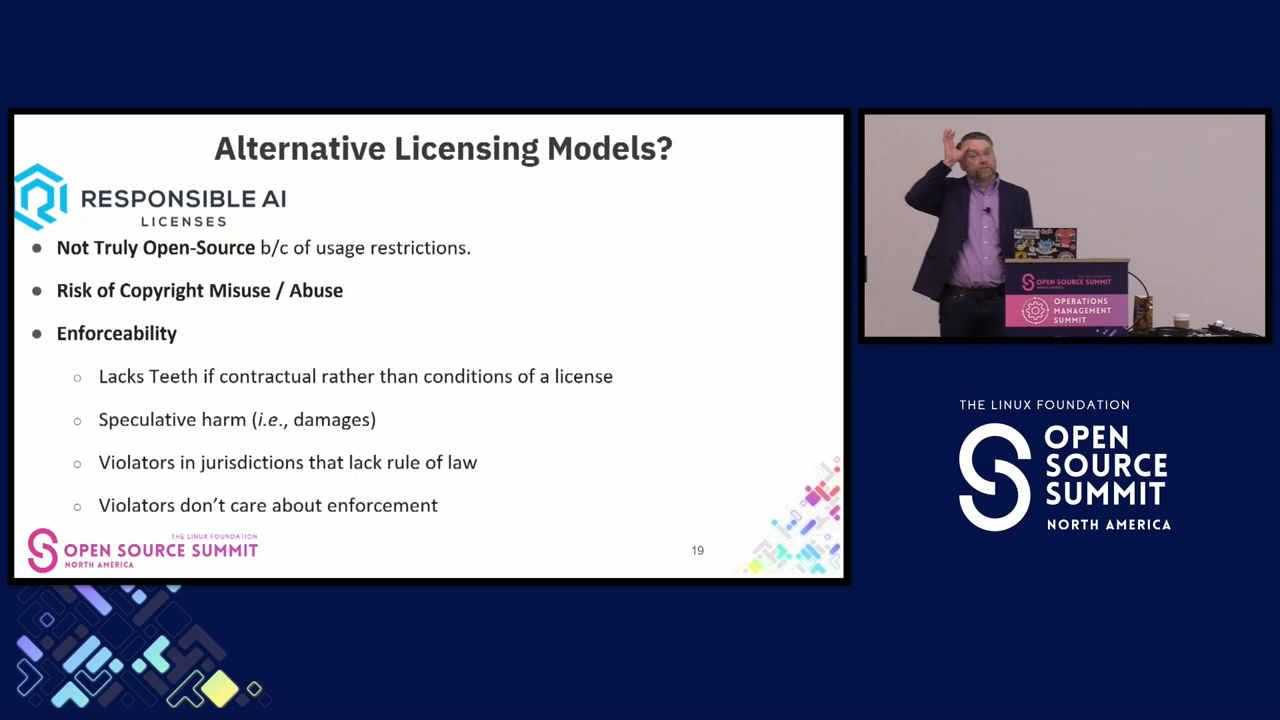 Alternative Licensing Models?
RESPONSIBLE AI
LICENSES
● Not Truly Open-Source b/c of usage restrictions.
● Risk of Copyright Misuse / Abuse
● Enforceability
○ Lacks Teeth if contractual rather than conditions of a license
○ Speculative harm (i.e., damages)
○ Violators in jurisdictions that lack rule of law
○ Violators don’t care about enforcement
THE LINUX FOUNDATION
OPEN SOURCE SUMMIT
NORTH AMERICA
19
OPEN SOURCE SUMMIT
OPERATIONS
MANAGEMENT
SUMMIT
THE LINUX FOUNDATION
OPEN
SOURCE
SUMMIT
NORTH AMERICA